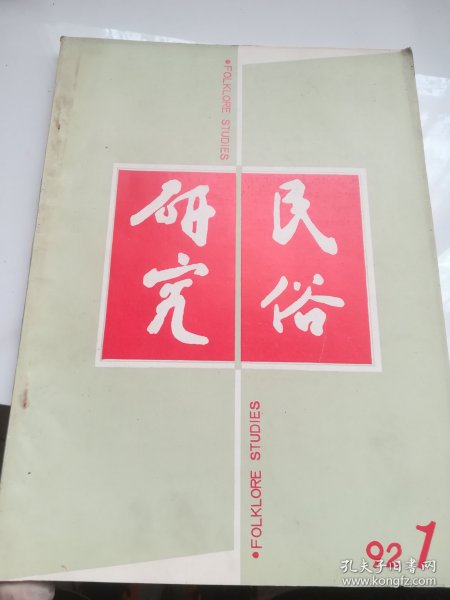 •FOLKLORE STUDIES
民俗
研究
•FOLKLORE STUDIES
92.1
孔夫子旧书网
www.kongfz.com